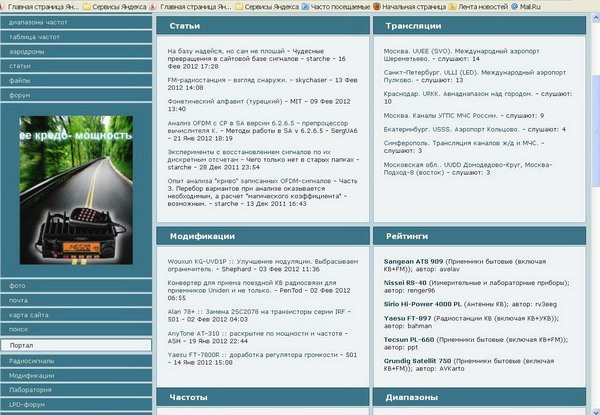 Главная страница Ян... Сервисы Яндекса Главная страница Ян... Сервисы Яндекса Часто посещаемые Начальная страница Лента новостей Mail.Ru
диапазоны частот
таблица частот
аэродромы
статьи
файлы
форум
ее кредо- мощность
фото
почта
карта сайта
поиск
Портал
Радиосигналы
Модификации
Лаборатория
LPD-форум
Статьи
На базу надейся, но сам не плошай - Чудесные
превращения в сайтовой базе сигналов - starche - 16
Фев 2012 17:28
FM-радиостанция - взгляд снаружи. - skychaser - 13 Фев
2012 14:08
Фонетический алфавит (турецкий) - MIT - 09 Фев 2012
13:40
Анализ OFDM с CP в SA версии 6.2.6.5 - препроцессор
вычислителя К. - Методы работы в SA v 6.2.6.5 - SergUA6
- 21 Янв 2012 18:19
Эксперименты с восстановлением сигналов по их
дискретным отсчетам - Чего только нет в старых папках-
starche - 28 Дек 2011 23:54
Опыт анализа "криво" записанных OFDM-сигналов - Часть
3. Перебор вариантов при анализе оказывается
необходимым, а расчет "магического коэффициента" -
возможным. - starche - 13 Дек 2011 16:43
Трансляции
Москва. UUEE (SVO). Международный аэропорт
Шереметьево. - слушают: 14
Санкт-Петербург. ULLI (LED). Международный аэропорт
Пулково. - слушают: 13
Краснодар. URKK. Авиадиапазон над городом. - слушают:
10
Москва. Каналы УГПС МЧС России. - слушают: 9
Екатеринбург. USSS. Аэропорт Кольцово. - слушают: 4
Симферополь. Трансляция каналов ж/д и МЧС. -
слушают: 3
Московская обл.. UUDD Домодедово-Круг, Москва-
Подход-8 (восток) - слушают: 3
Модификации
Wouxun KG-UVD1P :: Улучшение модуляции. Выбрасываем
ограничитель. - Shephard - 03 Фев 2012 11:36
Конвертер для приема поездной КВ радиосвязи для
приемников Uniden и не только. - PenTod - 02 Фев 2012
06:55
Alan 78+ :: Замена 2SC2078 на транзисторы серии IRF -
501 - 02 Фев 2012 04:03
AnyTone AT-310 :: раскрытие по мощности и частоте -
ASH - 19 Янв 2012 22:44
Yaesu FT-7800R :: доработка регулятора громкости - 501
- 14 Янв 2012 15:08
Рейтинги
Sangean ATS 909 (Приемники бытовые (включая
КВ+FM)); автор: avelav
Nissei RS-40 (Измерительные и лабораторные приборы);
автор: renger96
Sirio Hi-Power 4000 PL (Антенны КВ); автор: rv3eeg
Yaesu FT-897 (Радиостанции КВ (включая КВ+УКВ));
автор: bahman
Tecsun PL-660 (Приемники бытовые (включая КВ+FM));
автор: ppt
Grundig Satellit 750 (Приемники бытовые (включая
КВ+FM)); автор: AVKarto
Частоты
Диапазоны